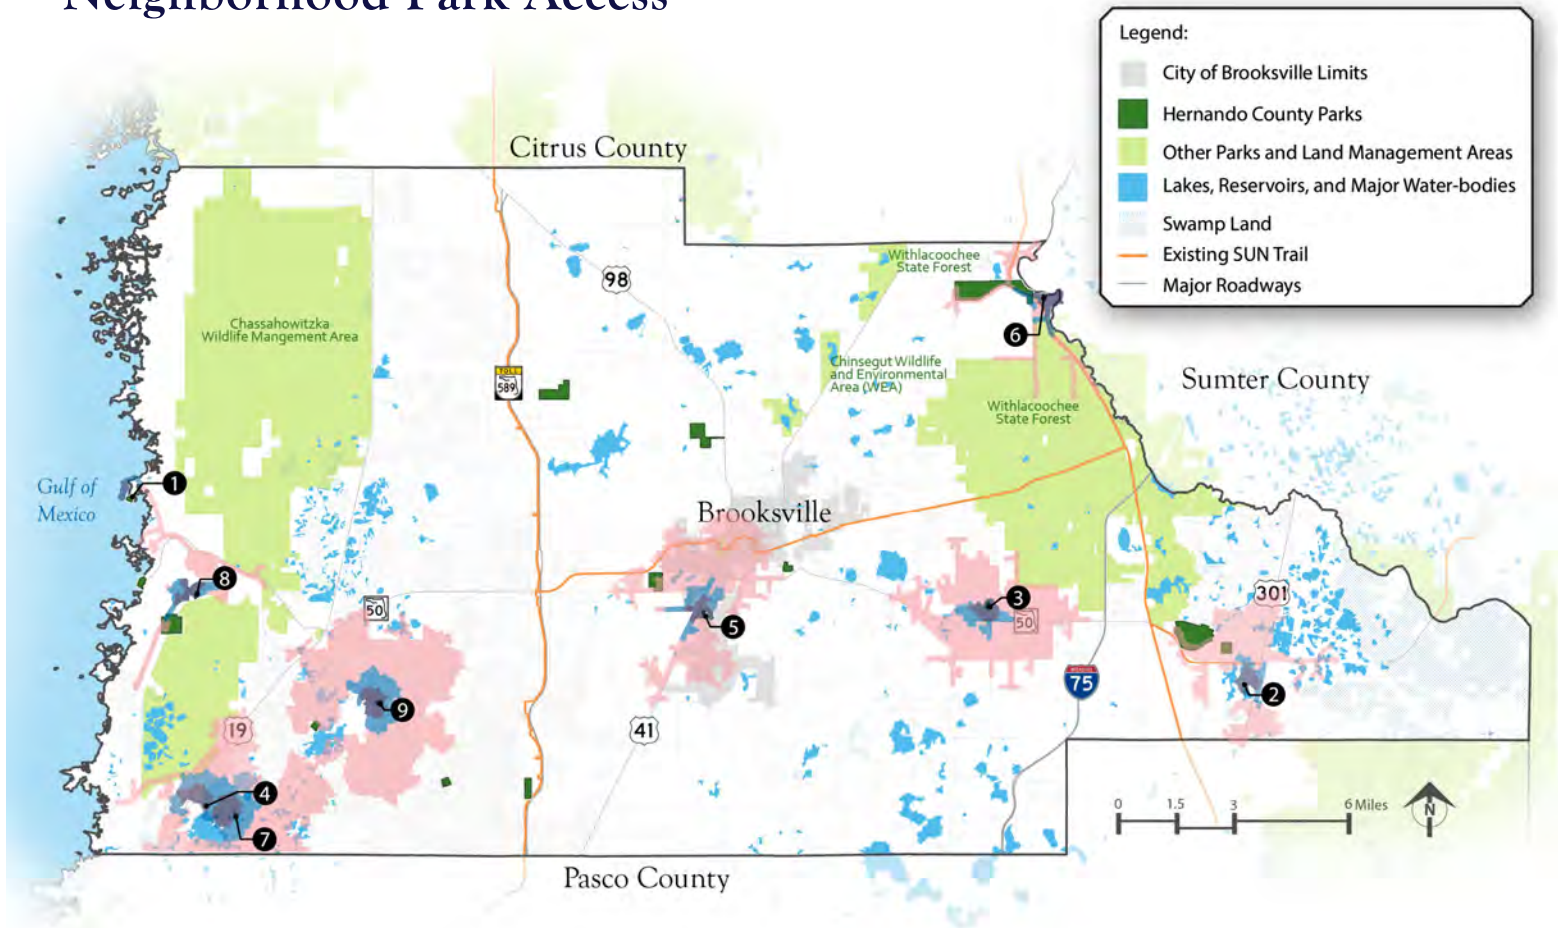 Neighborhood Park Access
Legend:
City of Brooksville Limits
Hernando County Parks
Other Parks and Land Management Areas
Lakes, Reservoirs, and Major Water-bodies
Swamp Land
Existing SUN Trail
Major Roadways
Citrus County
Withlacoochee
State Forest
98
Chassahowitzka
Wildlife Mangement Area
6
Chinsegut Wildlife
and Environmental
Area (WEA)
TOLL
589
Sumter County
Withlacoochee
State Forest
Gulf of
Mexico
1
Brooksville
8
50
3
50
301
5
75
2
9
19
41
4
7
0
1.5
3
6 Miles
N
Pasco County